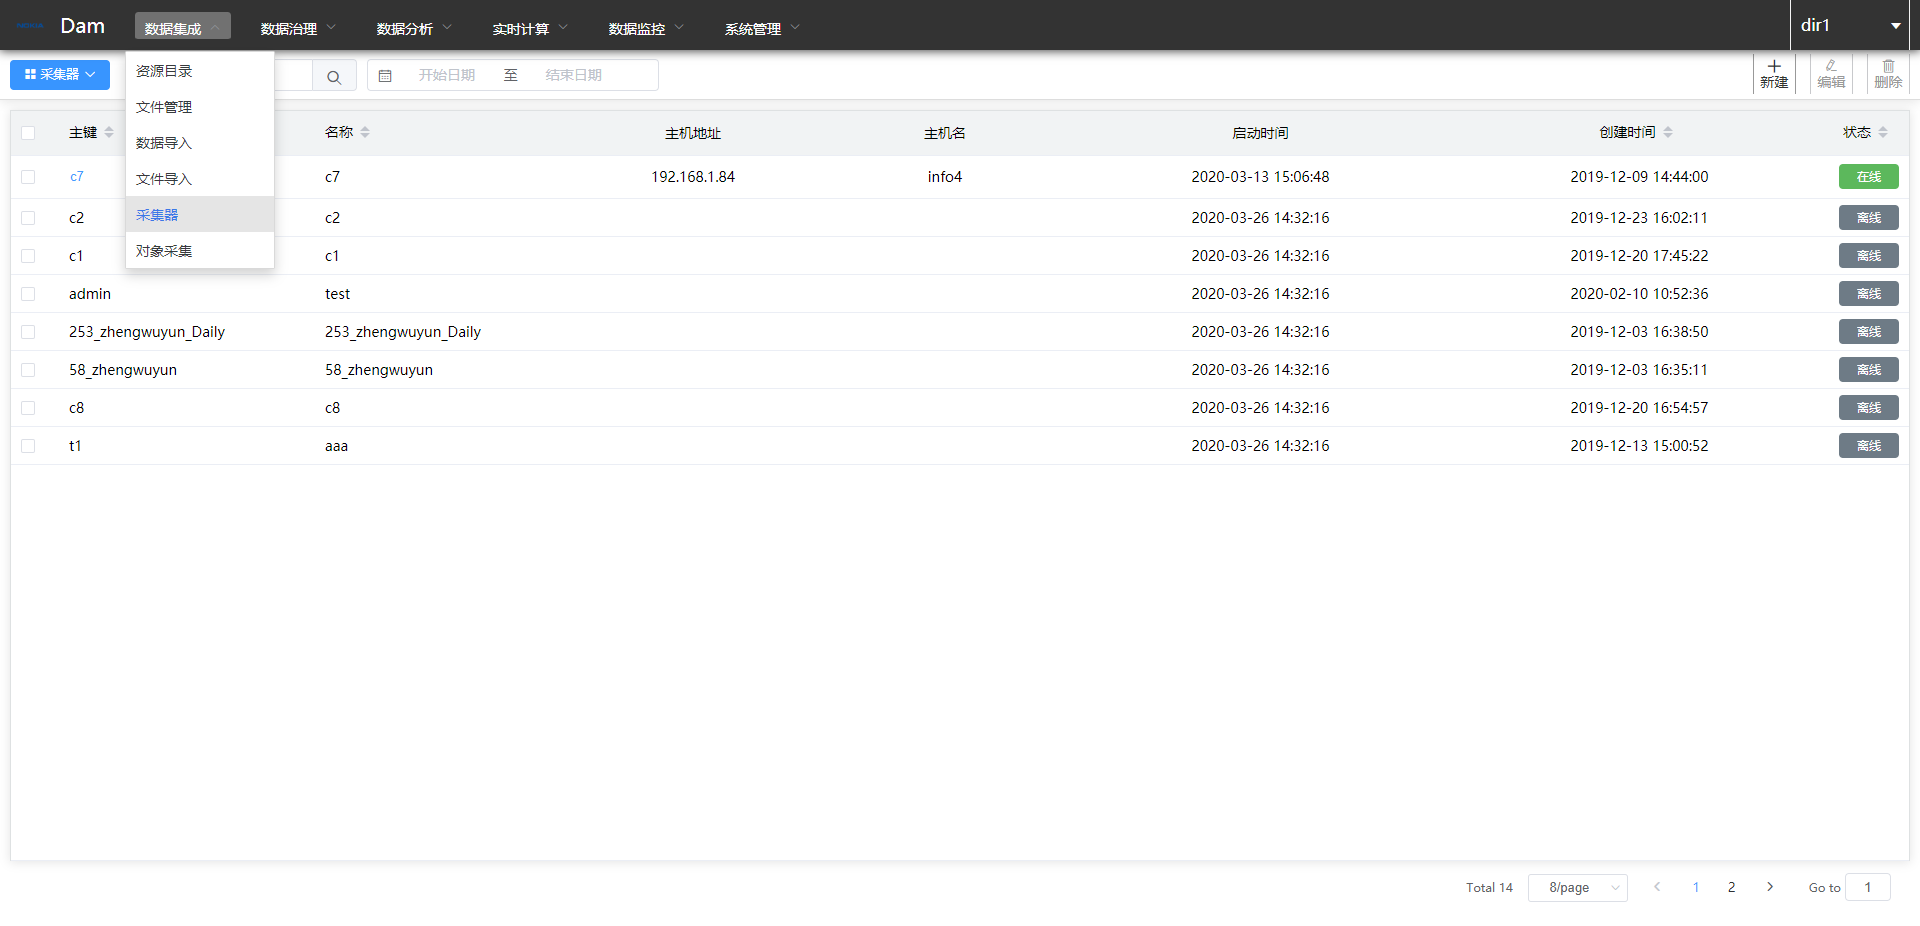 Dam 数据集成 数据治理 数据分析 实时计算 数据监控 系统管理 dir1
采集器 开始日期 至 结束日期 新建 编辑 删除
资源目录
文件管理
数据导入
文件导入
采集器
对象采集
主键 名称 主机地址 主机名 启动时间 创建时间 状态
c7 c7 192.168.1.84 info4 2020-03-13 15:06:48 2019-12-09 14:44:00 在线
c2 c2 2020-03-26 14:32:16 2019-12-23 16:02:11 离线
c1 c1 2020-03-26 14:32:16 2019-12-20 17:45:22 离线
admin test 2020-03-26 14:32:16 2020-02-10 10:52:36 离线
253_zhengwuyun_Daily 253_zhengwuyun_Daily 2020-03-26 14:32:16 2019-12-03 16:38:50 离线
58_zhengwuyun 58_zhengwuyun 2020-03-26 14:32:16 2019-12-03 16:35:11 离线
c8 c8 2020-03-26 14:32:16 2019-12-20 16:54:57 离线
t1 aaa 2020-03-26 14:32:16 2019-12-13 15:00:52 离线
Total 14 8/page 1 2 Go to 1